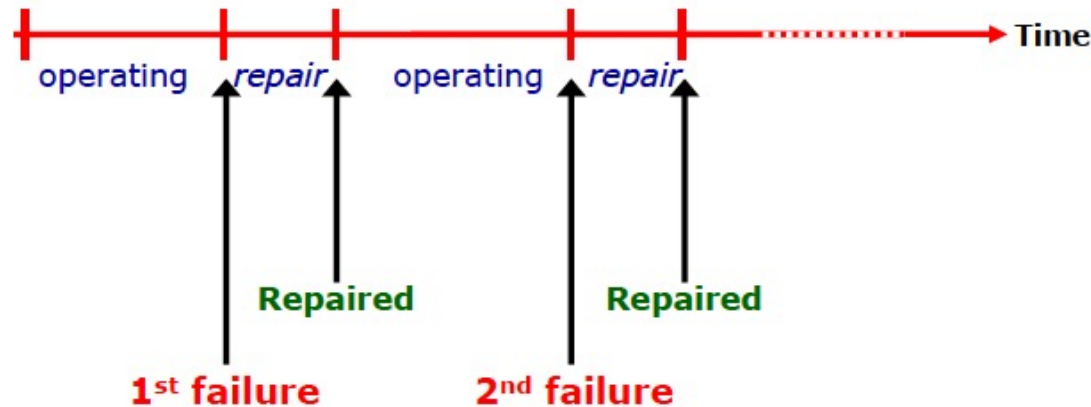 Time
operating repair operating repair
Repaired Repaired
1st failure 2nd failure